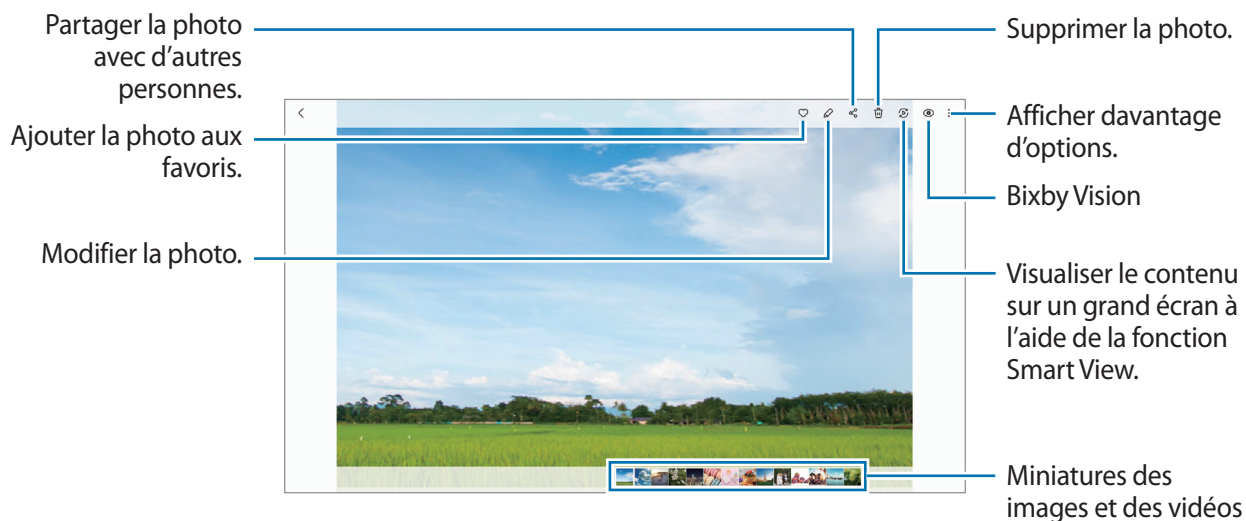 Partager la photo
avec d'autres
personnes.
Ajouter la photo aux
favoris.
Modifier la photo.
Supprimer la photo.
Afficher davantage
d'options.
Bixby Vision
Visualiser le contenu
sur un grand écran à
l'aide de la fonction
Smart View.
Miniatures des
images et des vidéos